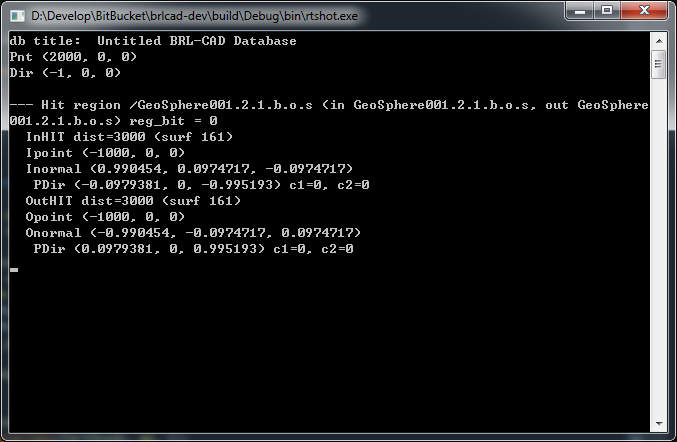 D:\Develop\BitBucket\brlcad-dev\build\Debug\bin\rtshot.exe
db title:  Untitled BRL-CAD Database
Pnt (2000, 0, 0)
Dir (-1, 0, 0)
--- Hit region /GeoSphere001.2.1.b.o.s (in GeoSphere001.2.1.b.o.s, out GeoSphere
001.2.1.b.o.s) reg_bit = 0
  InHIT dist=3000 (surf 161)
  Ipoint (-1000, 0, 0)
  Inormal (0.990454, 0.0974717, -0.0974717)
   PDir (-0.0979381, 0, -0.995193) c1=0, c2=0
  OutHIT dist=3000 (surf 161)
  Opoint (-1000, 0, 0)
  Onormal (-0.990454, -0.0974717, 0.0974717)
   PDir (0.0979381, 0, 0.995193) c1=0, c2=0